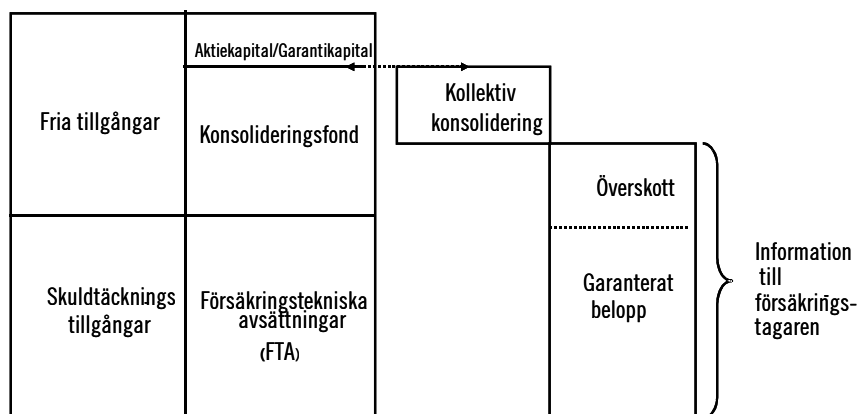 Aktiekapital/Garantikapital
Fria tillgångar
Konsolideringsfond
Kollektiv
konsolidering
Överskott
Skuldtäcknings
tillgångar
Försäkringstekniska
avsättningar
(FTA)
Garanterat
belopp
Information
till
försäkrings-
tagaren